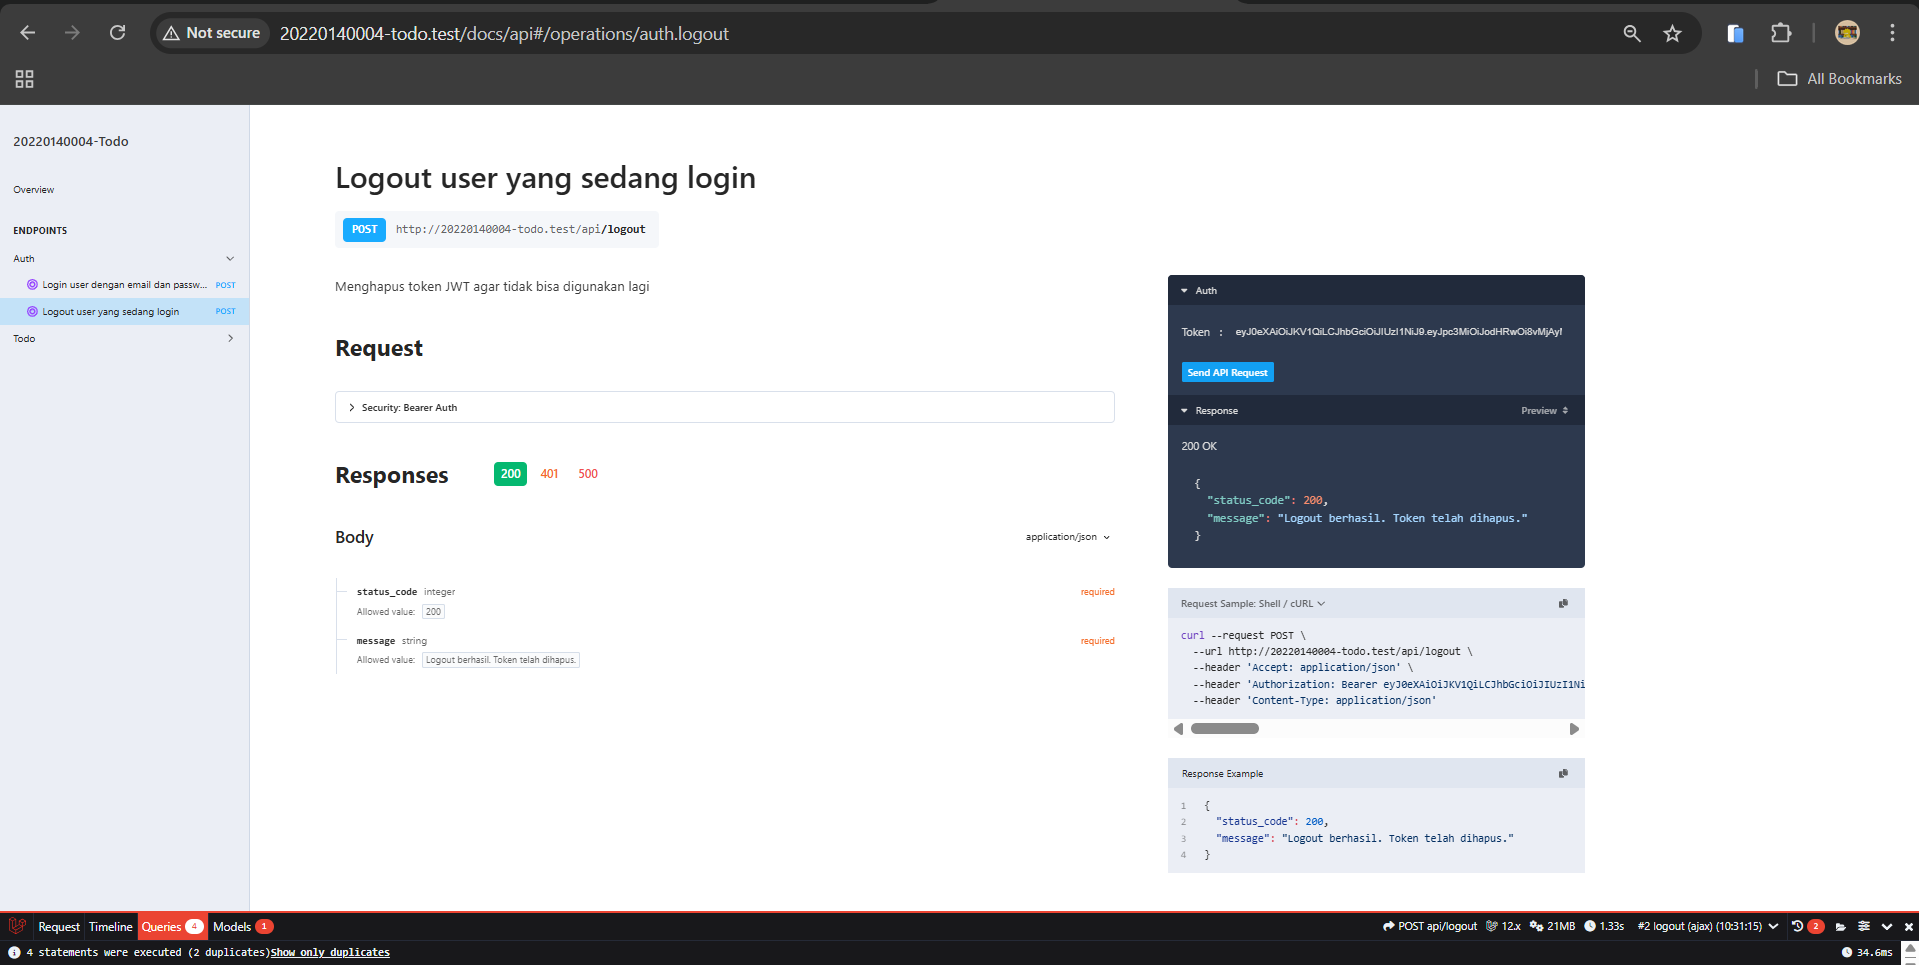 Not secure
20220140004-todo.test/docs/api#/operations/auth.logout
All Bookmarks
20220140004-Todo
Overview
ENDPOINTS
Auth
Login user dengan email dan passw... POST
Logout user yang sedang login POST
Todo
Logout user yang sedang login
POST http://20220140004-todo.test/api/logout
Menghapus token JWT agar tidak bisa digunakan lagi
Request
Security: Bearer Auth
Responses 200 401 500
Body application/json
status_code integer required
Allowed value: 200
message string required
Allowed value: Logout berhasil. Token telah dihapus.
Auth
Token : eyJ0eXAiOiJKV1QiLCJhbGciOiJIUzI1NiJ9.eyJpc3MiOiJodHRwOi8vMjAyM
Send API Request
Response Preview
200 OK
{
"status_code": 200,
"message": "Logout berhasil. Token telah dihapus."
}
Request Sample: Shell / cURL
curl --request POST \
--url http://20220140004-todo.test/api/logout \
--header 'Accept: application/json' \
--header 'Authorization: Bearer eyJ0eXAiOiJKV1QiLCJhbGciOiJIUzI1Ni
--header 'Content-Type: application/json'
Response Example
1 {
2 "status_code": 200,
3 "message": "Logout berhasil. Token telah dihapus."
4 }
Request Timeline Queries 4 Models 1 POST api/logout 12.x 21MB 1.33s #2 logout (ajax) (10:31:15) 2
4 statements were executed (2 duplicates)Show only duplicates 34.6ms